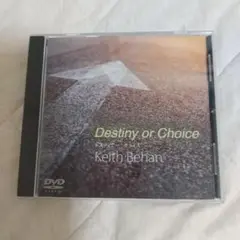 Destiny or Choice
Keith Behan
DVD